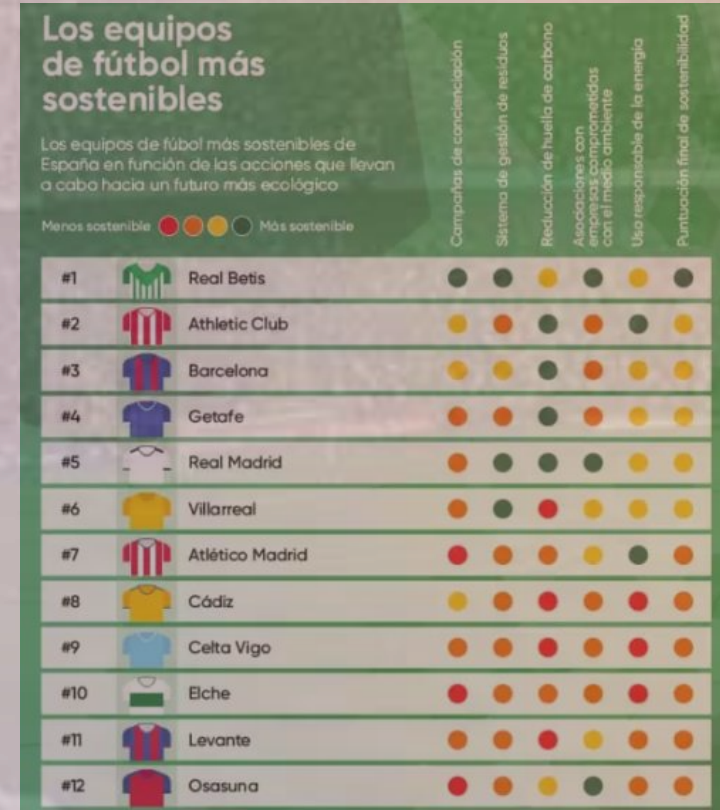 Los equipos
de fútbol más
sostenibles
Los equipos de fúbol más sostenibles de
España en función de las acciones que llevan
a cabo hacia un futuro más ecológico
Menos sostenible
Más sostenible
Campañas de concienciación
Sistema de gestión de residuos
Reducción de huella de carbono
Asociaciones con
empresas comprometidas
con el medio ambiente
Uso responsable de la energía
Puntuación final de sostenibilidad
#1 Real Betis
#2 Athletic Club
#3 Barcelona
#4 Getafe
#5 Real Madrid
#6 Villarreal
#7 Atlético Madrid
#8 Cádiz
#9 Celta Vigo
#10 Elche
#11 Levante
#12 Osasuna